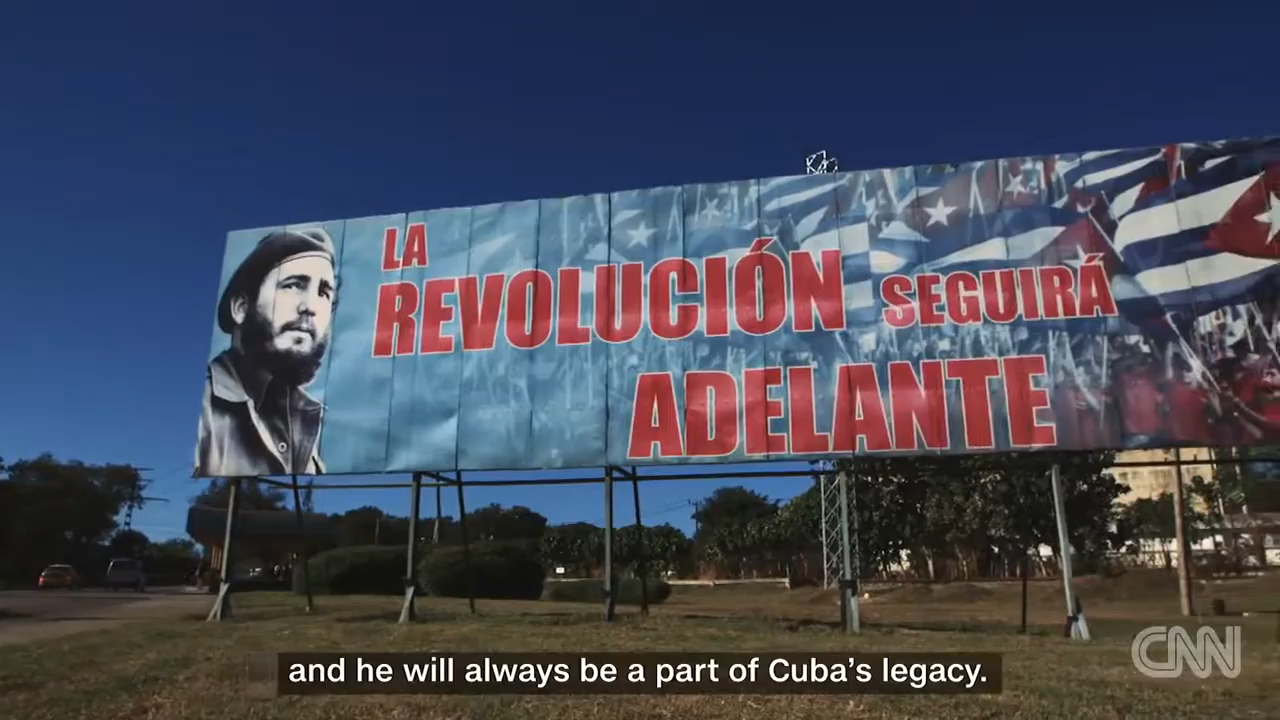 LA
REVOLUCIÓN SEGUIRÁ
ADELANTE
and he will always be a part of Cuba's legacy.
CNN